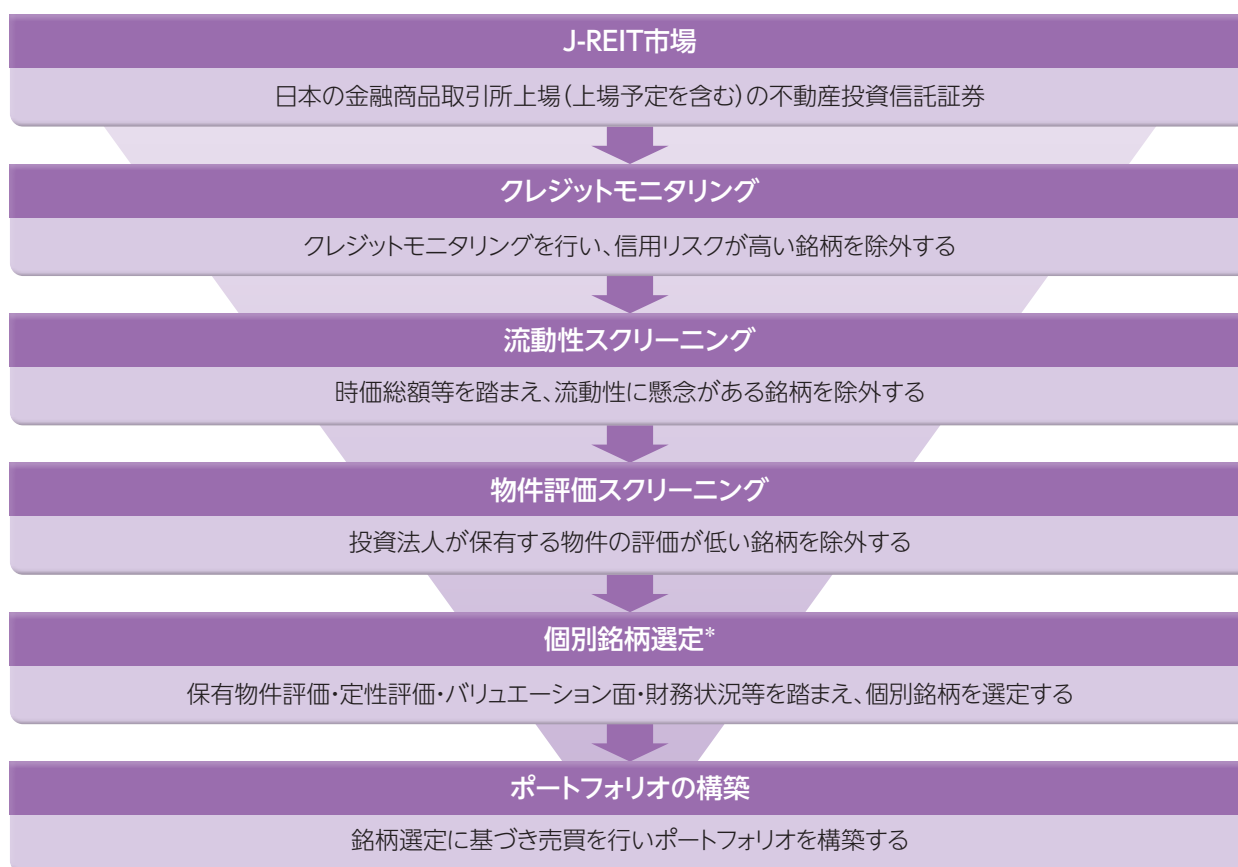 J-REIT市場
日本の金融商品取引所上場(上場予定を含む)の不動産投資信託証券
クレジットモニタリング
クレジットモニタリングを行い、信用リスクが高い銘柄を除外する
流動性スクリーニング
時価総額等を踏まえ、流動性に懸念がある銘柄を除外する
物件評価スクリーニング
投資法人が保有する物件の評価が低い銘柄を除外する
個別銘柄選定*
保有物件評価・定性評価・バリュエーション面・財務状況等を踏まえ、個別銘柄を選定する
ポートフォリオの構築
銘柄選定に基づき売買を行いポートフォリオを構築する